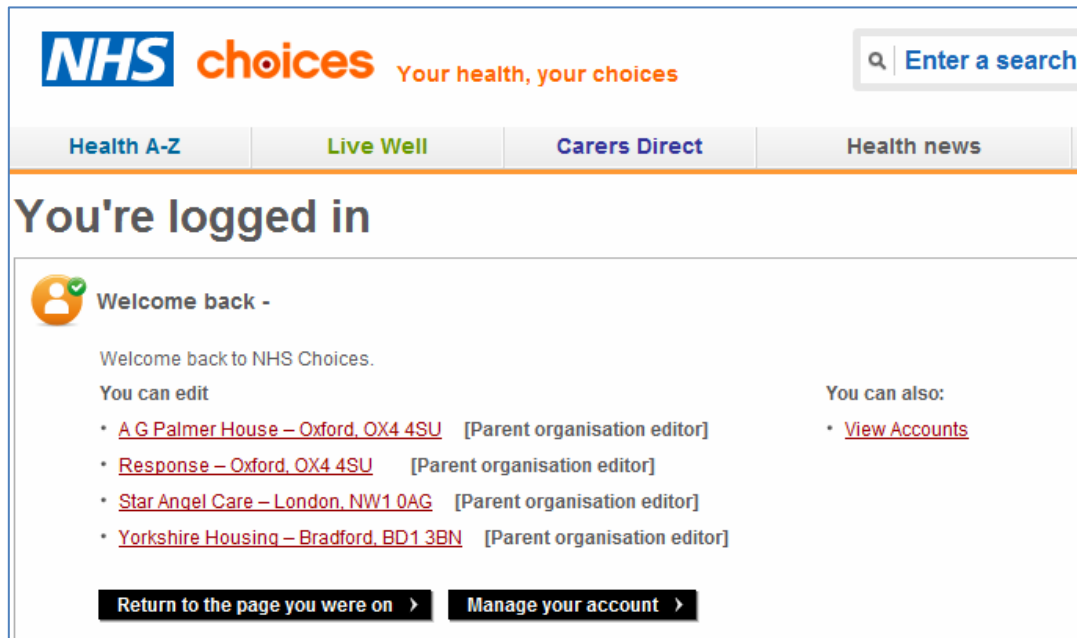 NHS choices Your health, your choices
Enter a search
Health A-Z Live Well Carers Direct Health news
You're logged in
Welcome back -
Welcome back to NHS Choices.
You can edit You can also:
• A G Palmer House – Oxford, OX4 4SU [Parent organisation editor] • View Accounts
• Response – Oxford, OX4 4SU [Parent organisation editor]
• Star Angel Care – London, NW1 0AG [Parent organisation editor]
• Yorkshire Housing – Bradford, BD1 3BN [Parent organisation editor]
Return to the page you were on › Manage your account ›